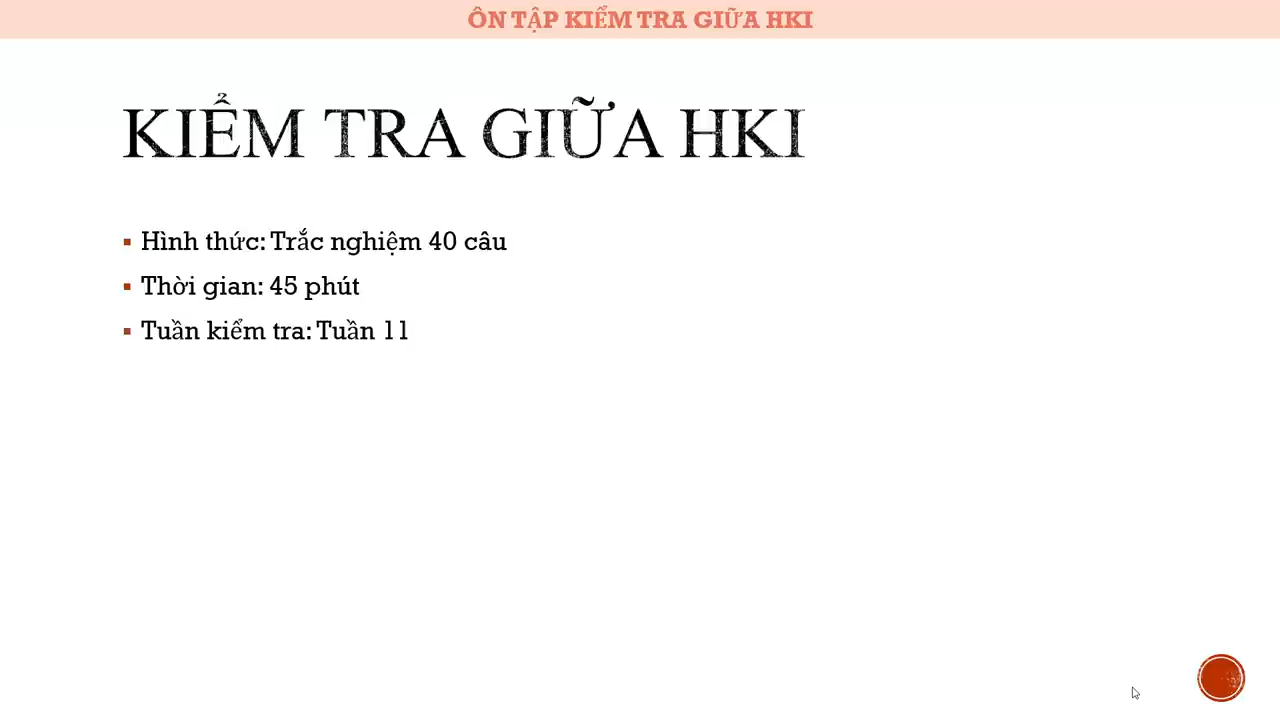 ÔN TẬP KIỂM TRA GIỮA HKI
KIỂM TRA GIỮA HKI
Hình thức: Trắc nghiệm 40 câu
Thời gian: 45 phút
Tuần kiểm tra: Tuần 11